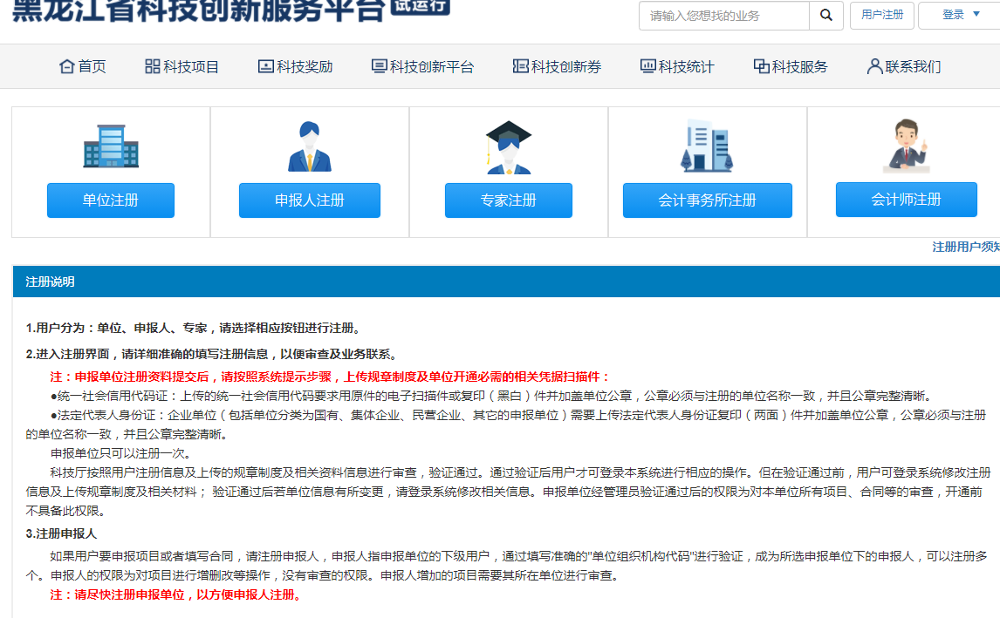 黑龙江省科技创新服务平台 试运行
请输入您想找的业务 用户注册 登录
首页 科技项目 科技奖励 科技创新平台 科技创新券 科技统计 科技服务 联系我们
单位注册 申报人注册 专家注册 会计事务所注册 会计师注册
注册用户须知
注册说明
1.用户分为：单位、申报人、专家，请选择相应按钮进行注册。
2.进入注册界面，请详细准确的填写注册信息，以便审查及业务联系。
注：申报单位注册资料提交后，请按照系统提示步骤，上传规章制度及单位开通必需的相关凭据扫描件：
●统一社会信用代码证：上传的统一社会信用代码要求用原件的电子扫描件或复印（黑白）件并加盖单位公章，公章必须与注册的单位名称一致，并且公章完整清晰。
●法定代表人身份证：企业单位（包括单位分类为国有、集体企业、民营企业、其它的申报单位）需要上传法定代表人身份证复印（两面）件并加盖单位公章，公章必须与注册
的单位名称一致，并且公章完整清晰。
申报单位只可以注册一次。
科技厅按照用户注册信息及上传的规章制度及相关资料信息进行审查，验证通过。通过验证后用户才可登录本系统进行相应的操作。但在验证通过前，用户可登录系统修改注册
信息及上传规章制度及相关材料； 验证通过后若单位信息有所变更，请登录系统修改相关信息。申报单位经管理员验证通过后的权限为对本单位所有项目、合同等的审查，开通前
不具备此权限。
3.注册申报人
如果用户要申报项目或者填写合同，请注册申报人，申报人指申报单位的下级用户，通过填写准确的"单位组织机构代码"进行验证，成为所选申报单位下的申报人，可以注册多
个。申报人的权限为对项目进行增删改等操作，没有审查的权限。申报人增加的项目需要其所在单位进行审查。
注：请尽快注册申报单位，以方便申报人注册。